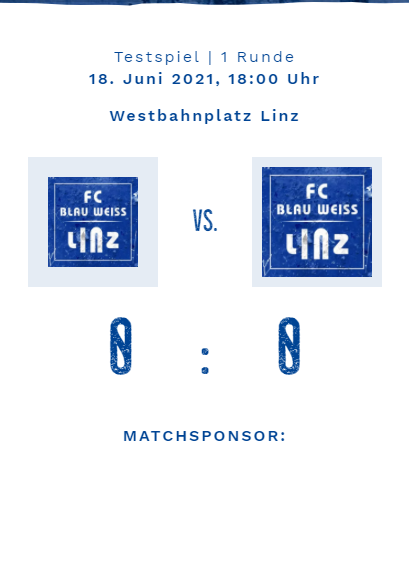 Testspiel | 1 Runde
18. Juni 2021, 18:00 Uhr
Westbahnplatz Linz
FC
BLAU WEISS
LINZ
VS.
FC
BLAU WEISS
LINZ
0 : 0
MATCHSPONSOR: